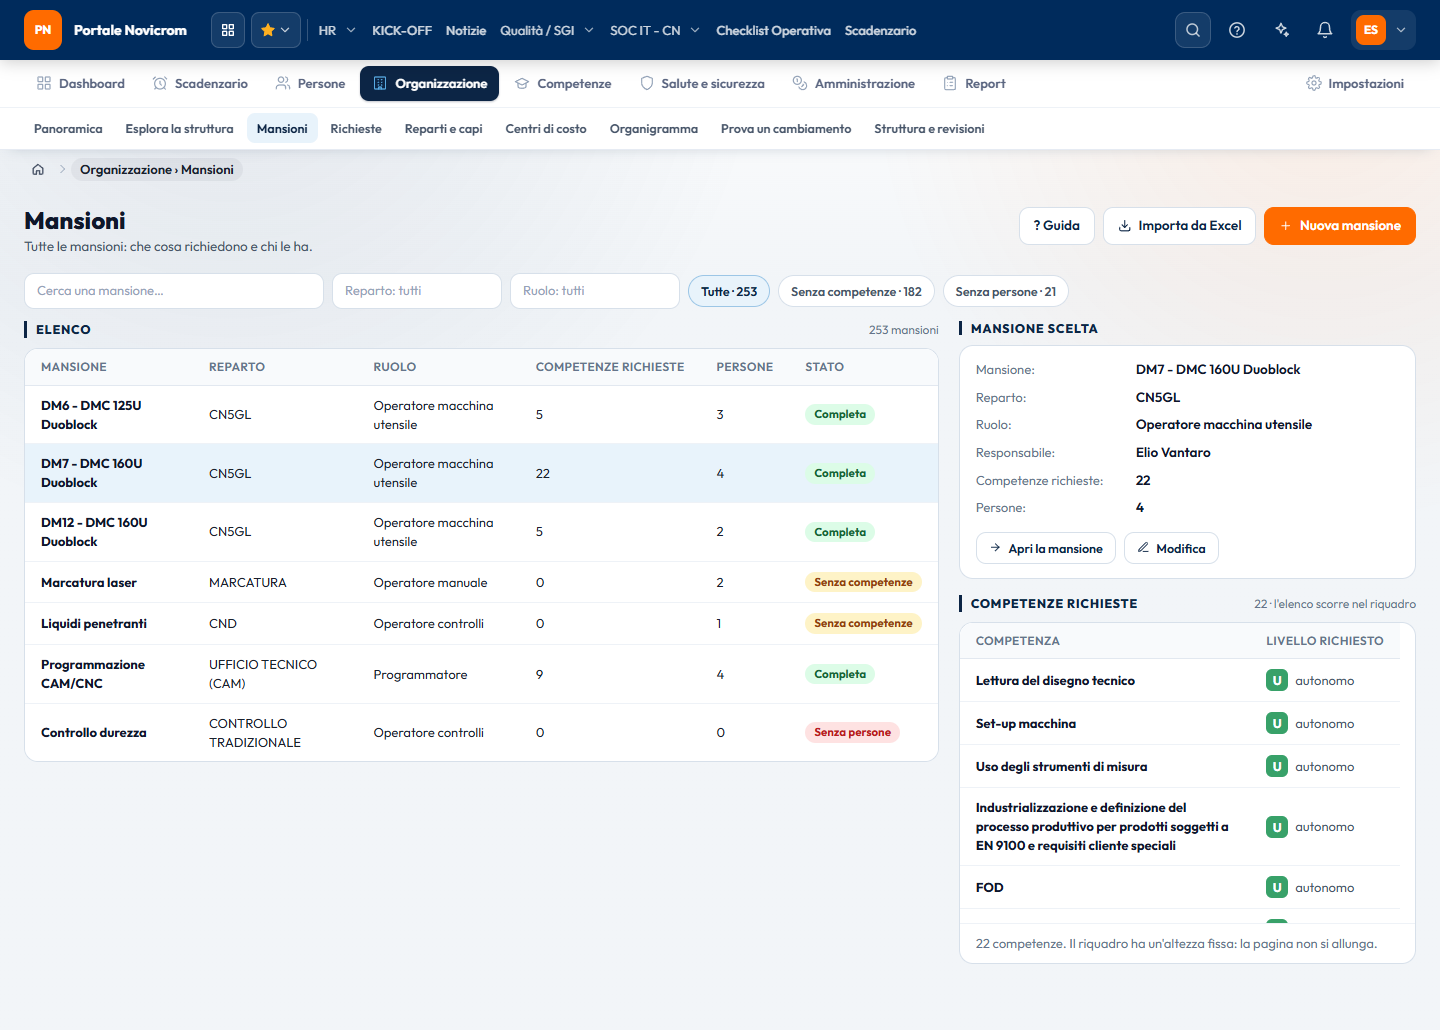 PN Portale Novicrom HR KICK-OFF Notizie Qualità / SGI SOC IT - CN Checklist Operativa Scadenzario ES
Dashboard Scadenzario Persone Organizzazione Competenze Salute e sicurezza Amministrazione Report Impostazioni
Panoramica Esplora la struttura Mansioni Richieste Reparti e capi Centri di costo Organigramma Prova un cambiamento Struttura e revisioni
Organizzazione › Mansioni
Mansioni
Tutte le mansioni: che cosa richiedono e chi le ha.
? Guida Importa da Excel + Nuova mansione
Cerca una mansione... Reparto: tutti Ruolo: tutti Tutte · 253 Senza competenze · 182 Senza persone · 21
ELENCO 253 mansioni
MANSIONE REPARTO RUOLO COMPETENZE RICHIESTE PERSONE STATO
DM6 - DMC 125U Duoblock CN5GL Operatore macchina utensile 5 3 Completa
DM7 - DMC 160U Duoblock CN5GL Operatore macchina utensile 22 4 Completa
DM12 - DMC 160U Duoblock CN5GL Operatore macchina utensile 5 2 Completa
Marcatura laser MARCATURA Operatore manuale 0 2 Senza competenze
Liquidi penetranti CND Operatore controlli 0 1 Senza competenze
Programmazione CAM/CNC UFFICIO TECNICO (CAM) Programmatore 9 4 Completa
Controllo durezza CONTROLLO TRADIZIONALE Operatore controlli 0 0 Senza persone
MANSIONE SCELTA
Mansione: DM7 - DMC 160U Duoblock
Reparto: CN5GL
Ruolo: Operatore macchina utensile
Responsabile: Elio Vantaro
Competenze richieste: 22
Persone: 4
Apri la mansione Modifica
COMPETENZE RICHIESTE 22 · l'elenco scorre nel riquadro
COMPETENZA LIVELLO RICHIESTO
Lettura del disegno tecnico U autonomo
Set-up macchina U autonomo
Uso degli strumenti di misura U autonomo
Industrializzazione e definizione del
processo produttivo per prodotti soggetti a U autonomo
EN 9100 e requisiti cliente speciali
FOD U autonomo
22 competenze. Il riquadro ha un'altezza fissa: la pagina non si allunga.